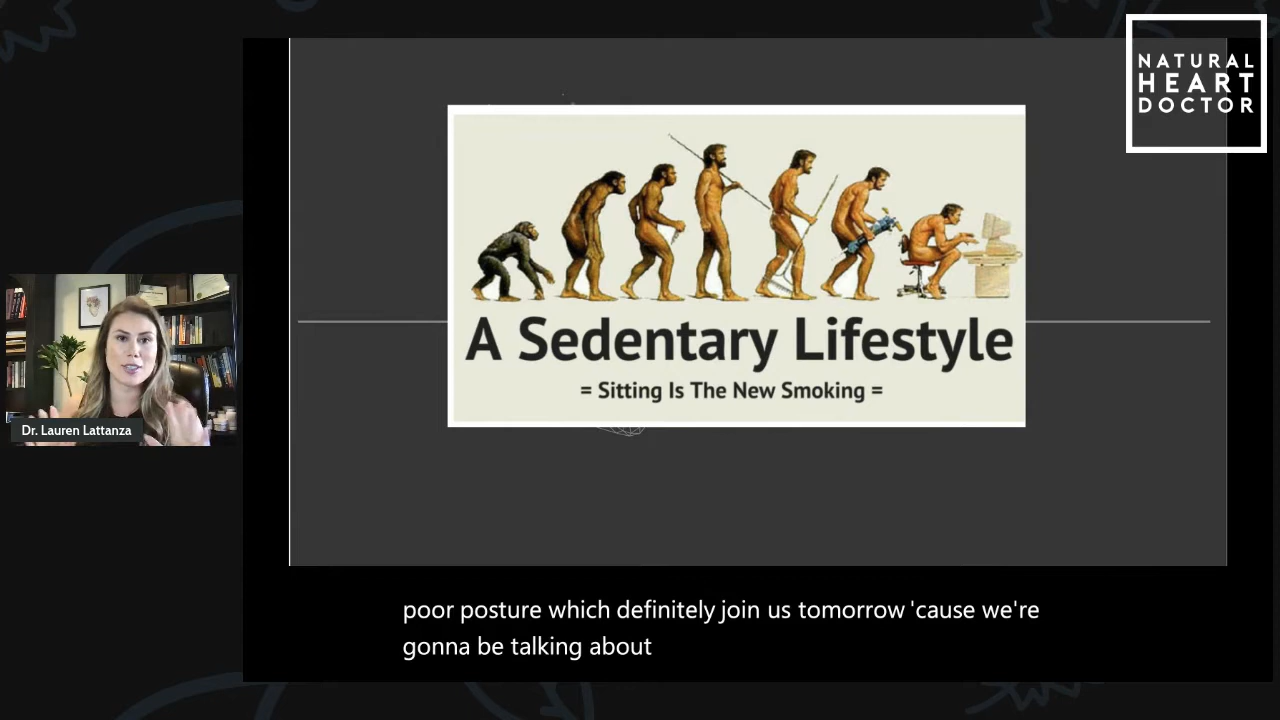 NATURAL
HEART
DOCTOR
A Sedentary Lifestyle
= Sitting Is The New Smoking =
Dr. Lauren Lattanza
poor posture which definitely join us tomorrow 'cause we're
gonna be talking about